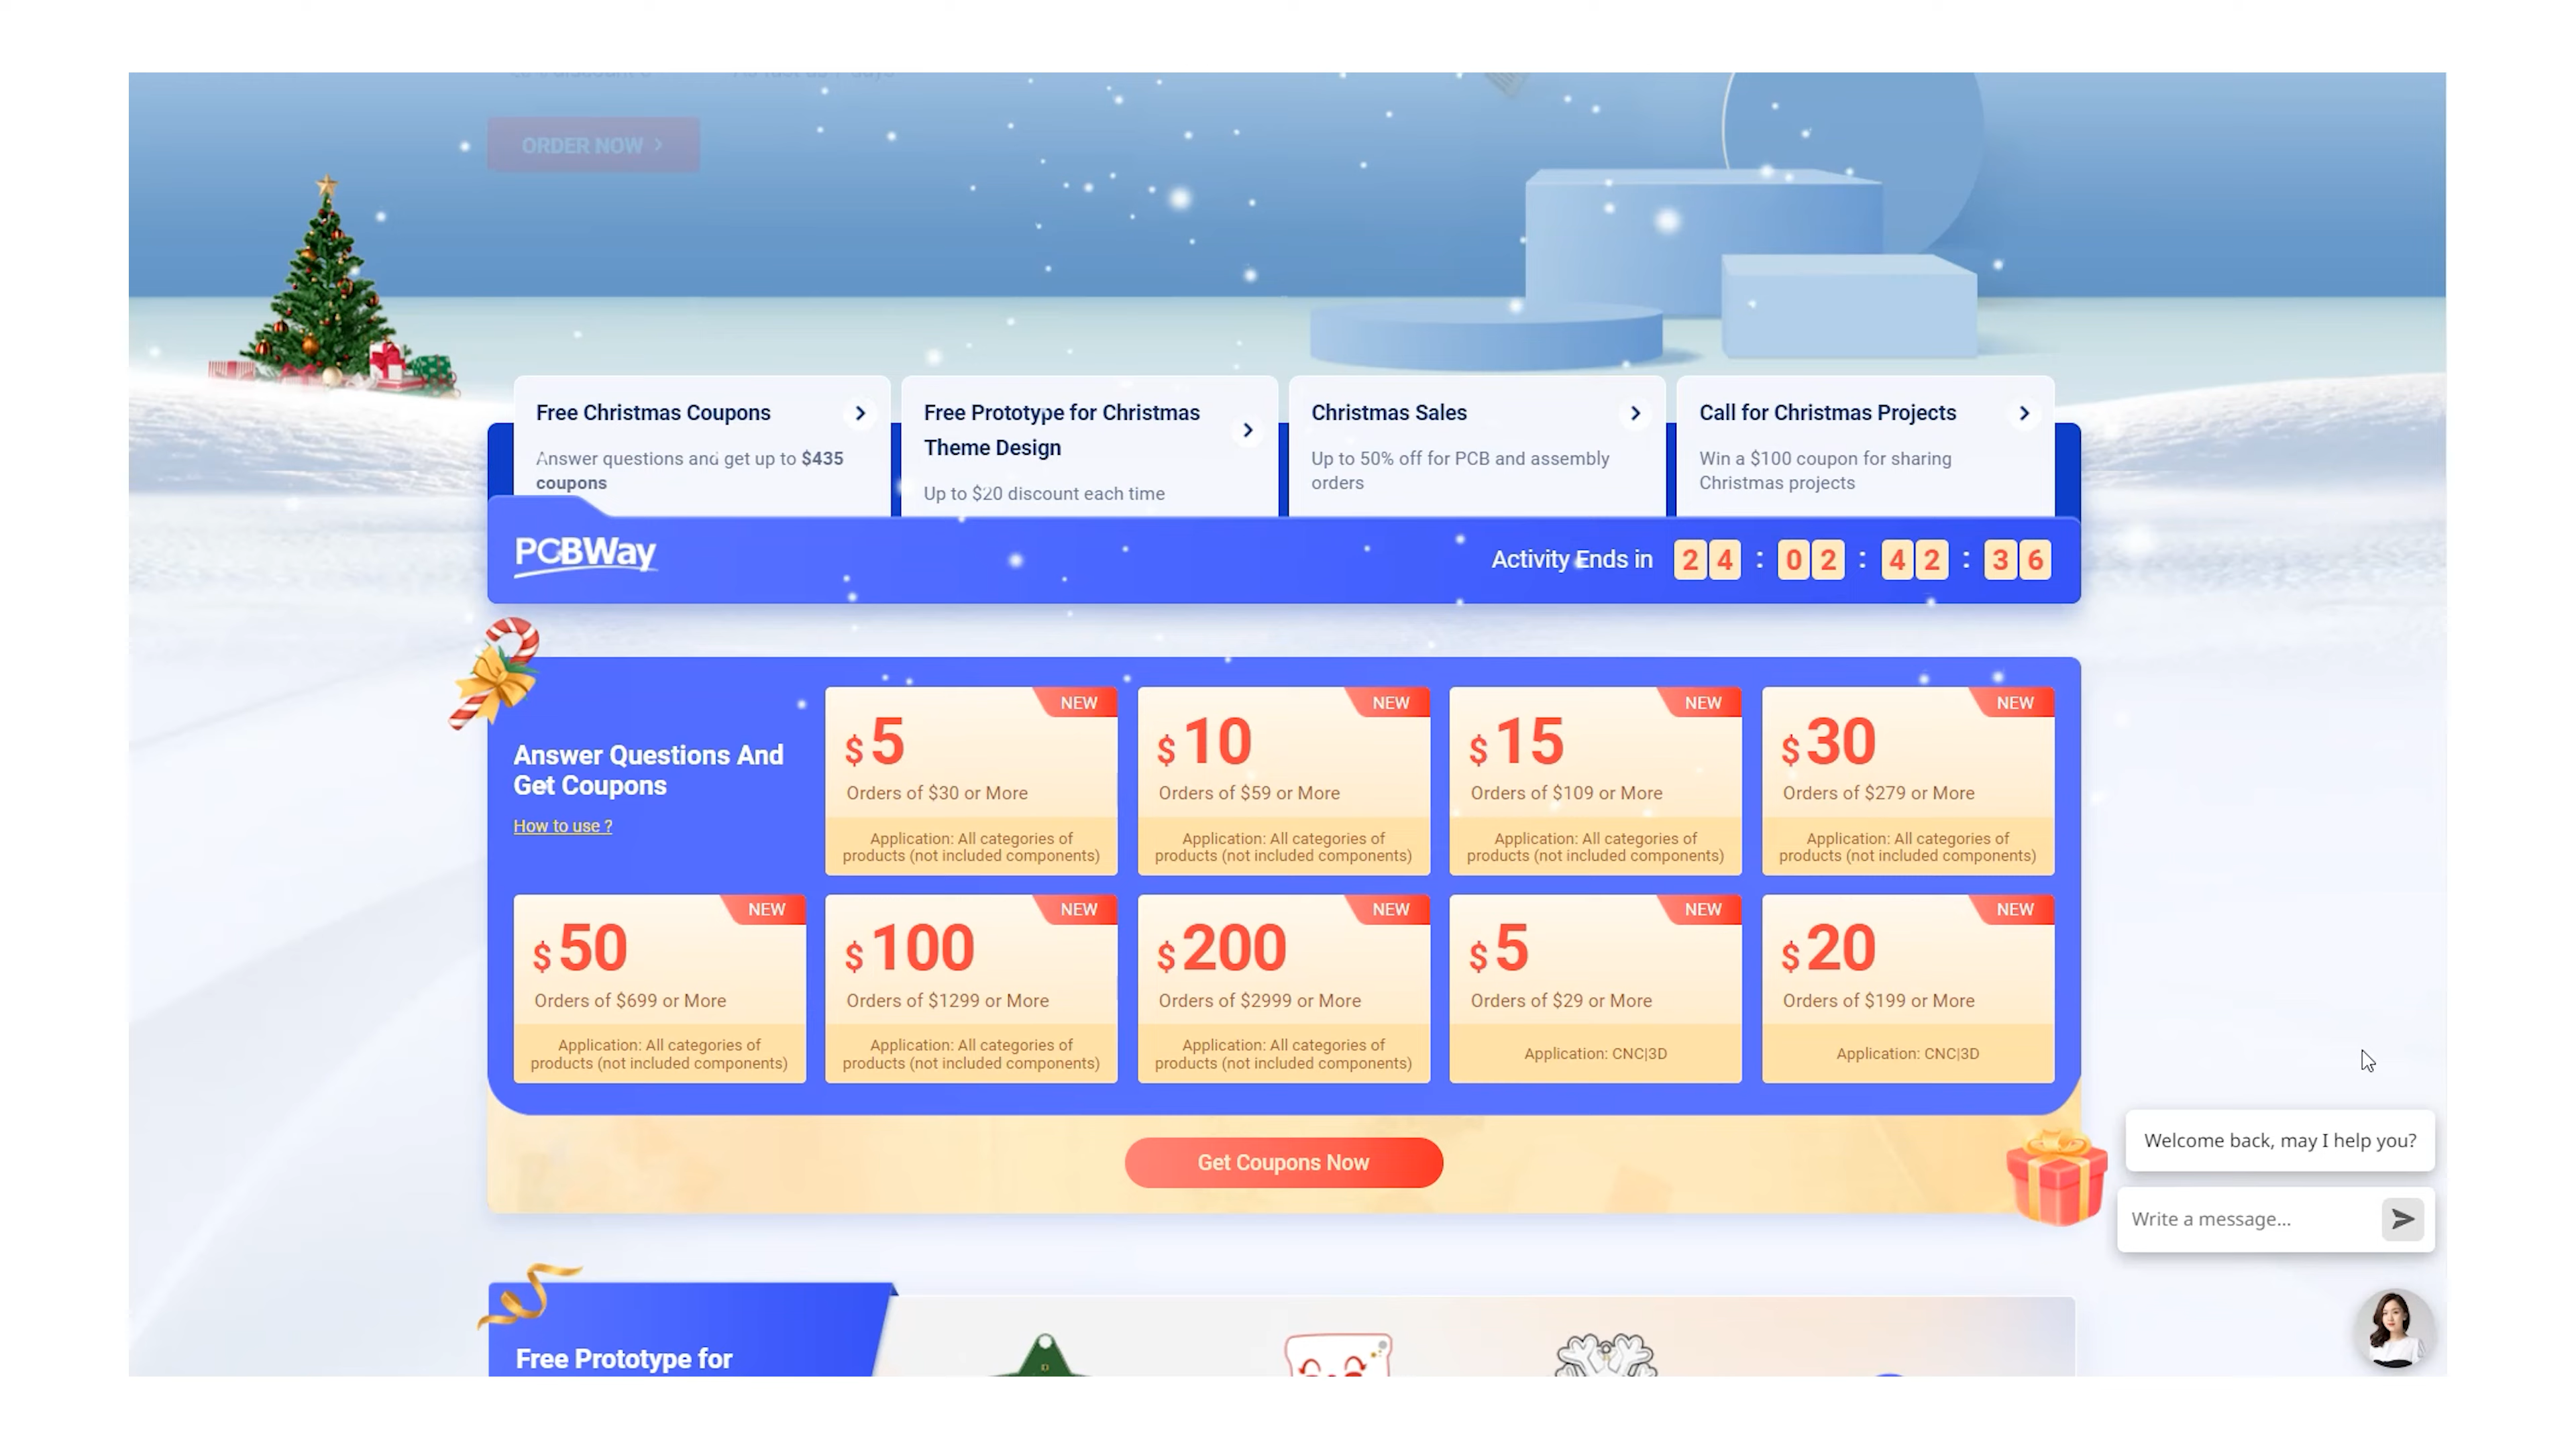 ORDER NOW
Free Christmas Coupons
Answer questions and get up to $435
coupons
Free Prototype for Christmas
Theme Design
Up to $20 discount each time
Christmas Sales
Up to 50% off for PCB and assembly
orders
Call for Christmas Projects
Win a $100 coupon for sharing
Christmas projects
PCBWay
Activity Ends in 24 : 02 : 42 : 36
Answer Questions And
Get Coupons
How to use ?
NEW
$ 5
Orders of $30 or More
Application: All categories of
products (not included components)
NEW
$ 10
Orders of $59 or More
Application: All categories of
products (not included components)
NEW
$ 15
Orders of $109 or More
Application: All categories of
products (not included components)
NEW
$ 30
Orders of $279 or More
Application: All categories of
products (not included components)
NEW
$ 50
Orders of $699 or More
Application: All categories of
products (not included components)
NEW
$ 100
Orders of $1299 or More
Application: All categories of
products (not included components)
NEW
$ 200
Orders of $2999 or More
Application: All categories of
products (not included components)
NEW
$ 5
Orders of $29 or More
Application: CNC|3D
NEW
$ 20
Orders of $199 or More
Application: CNC|3D
Get Coupons Now
Welcome back, may I help you?
Write a message...
Free Prototype for